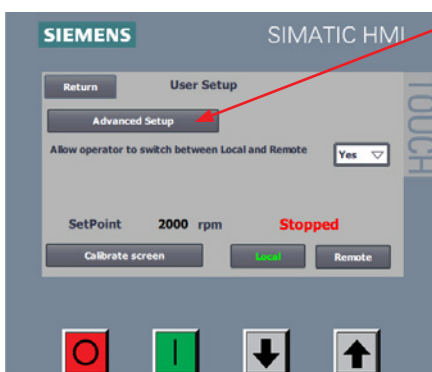 SIEMENS SIMATIC HMI
TOUCH
Return User Setup
Advanced Setup
Allow operator to switch between Local and Remote Yes
SetPoint 2000 rpm Stopped
Calibrate screen Local Remote